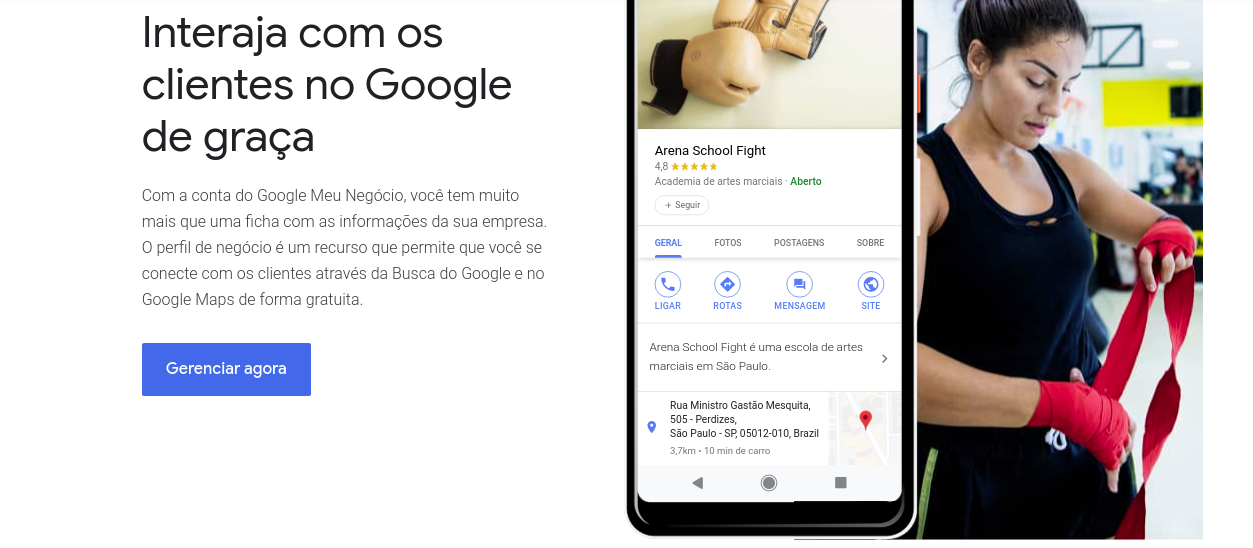 Interaja com os
clientes no Google
de graça
Com a conta do Google Meu Negócio, você tem muito
mais que uma ficha com as informações da sua empresa.
O perfil de negócio é um recurso que permite que você se
conecte com os clientes através da Busca do Google e no
Google Maps de forma gratuita.
Gerenciar agora
Arena School Fight
4,8
Academia de artes marciais · Aberto
+ Seguir
GERAL FOTOS POSTAGENS SOBRE
LIGAR ROTAS MENSAGEM SITE
Arena School Fight é uma escola de artes
marciais em São Paulo.
Rua Ministro Gastão Mesquita,
505 - Perdizes,
São Paulo - SP, 05012-010, Brazil
3,7km • 10 min de carro